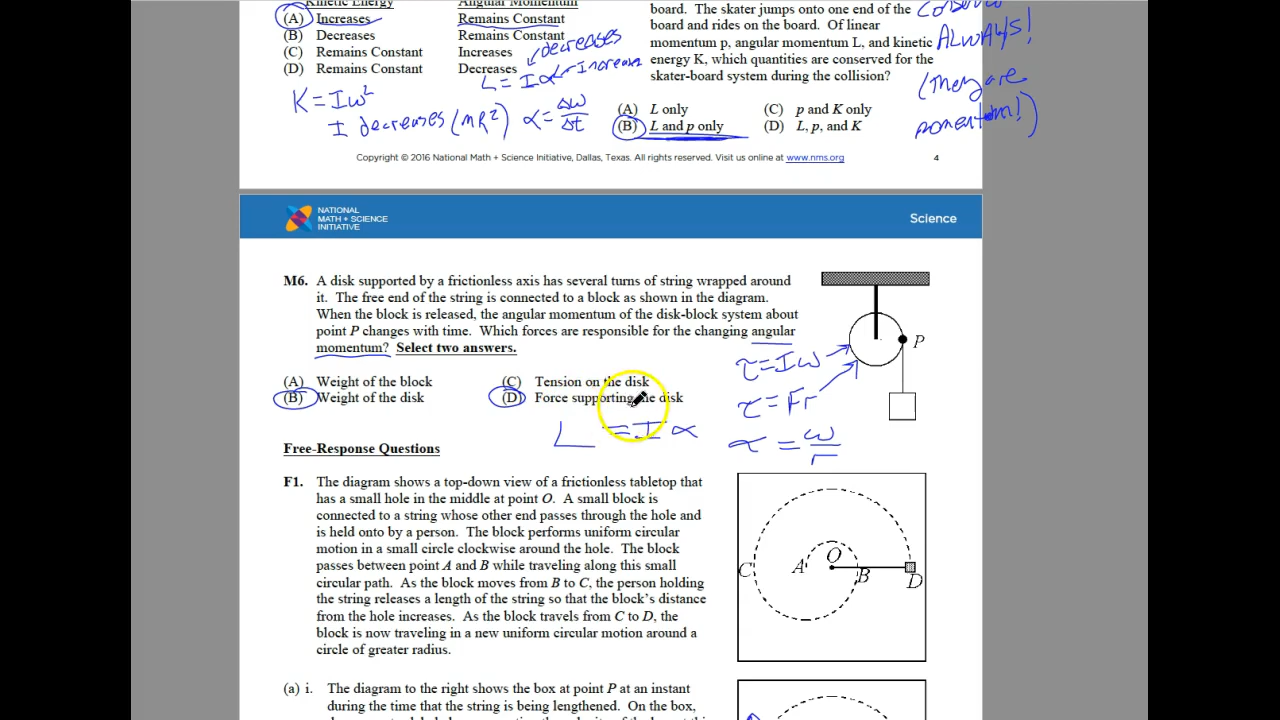 Kinetic Energy Angular Momentum
(A) Increases Remains Constant
(B) Decreases Remains Constant
(C) Remains Constant Increases
(D) Remains Constant Decreases
decreases
L = I α ← Increases
K = Iω²
I decreases (MR²) α = Δω/Δt
board. The skater jumps onto one end of the
board and rides on the board. Of linear
momentum p, angular momentum L, and kinetic
energy K, which quantities are conserved for the
skater-board system during the collision?
(A) L only (C) p and K only
(B) L and p only (D) L, p, and K
ALWAYS!
(They are
momentum!)
Copyright © 2016 National Math + Science Initiative, Dallas, Texas. All rights reserved. Visit us online at www.nms.org 4
NATIONAL
MATH + SCIENCE
INITIATIVE
Science
M6. A disk supported by a frictionless axis has several turns of string wrapped around
it. The free end of the string is connected to a block as shown in the diagram.
When the block is released, the angular momentum of the disk-block system about
point P changes with time. Which forces are responsible for the changing angular
momentum? Select two answers.
(A) Weight of the block (C) Tension on the disk
(B) Weight of the disk (D) Force supporting the disk
P
τ = Iω
τ = Fr
L = I α
α = ω/r
Free-Response Questions
F1. The diagram shows a top-down view of a frictionless tabletop that
has a small hole in the middle at point O. A small block is
connected to a string whose other end passes through the hole and
is held onto by a person. The block performs uniform circular
motion in a small circle clockwise around the hole. The block
passes between point A and B while traveling along this small
circular path. As the block moves from B to C, the person holding
the string releases a length of the string so that the block's distance
from the hole increases. As the block travels from C to D, the
block is now traveling in a new uniform circular motion around a
circle of greater radius.
O
C A B D
(a) i. The diagram to the right shows the box at point P at an instant
during the time that the string is being lengthened. On the box,